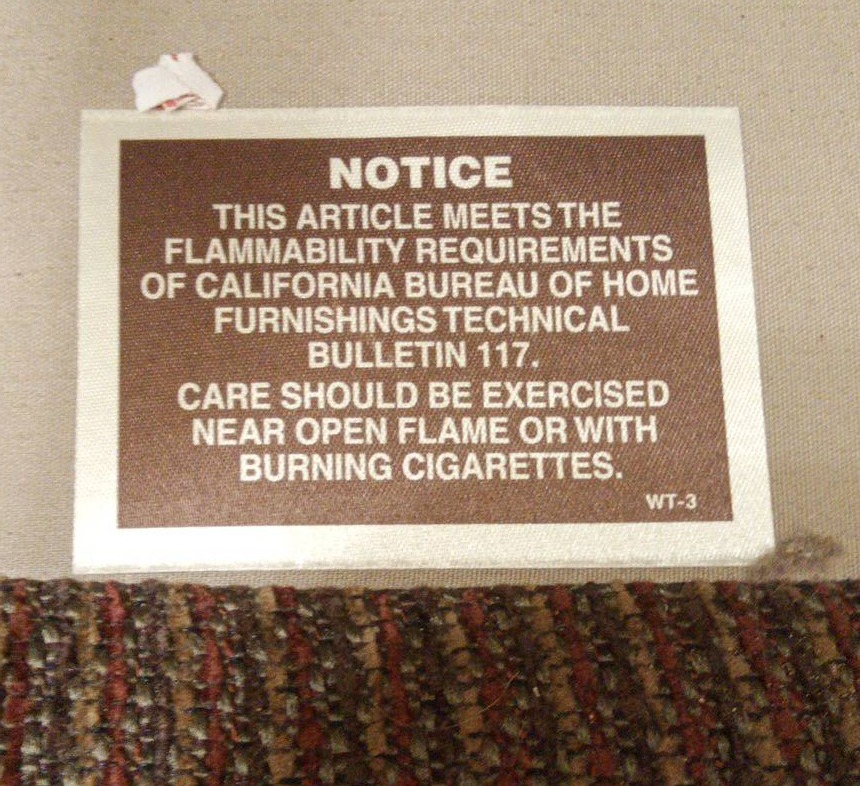 NOTICE
THIS ARTICLE MEETS THE
FLAMMABILITY REQUIREMENTS
OF CALIFORNIA BUREAU OF HOME
FURNISHINGS TECHNICAL
BULLETIN 117.
CARE SHOULD BE EXERCISED
NEAR OPEN FLAME OR WITH
BURNING CIGARETTES.
WT-3